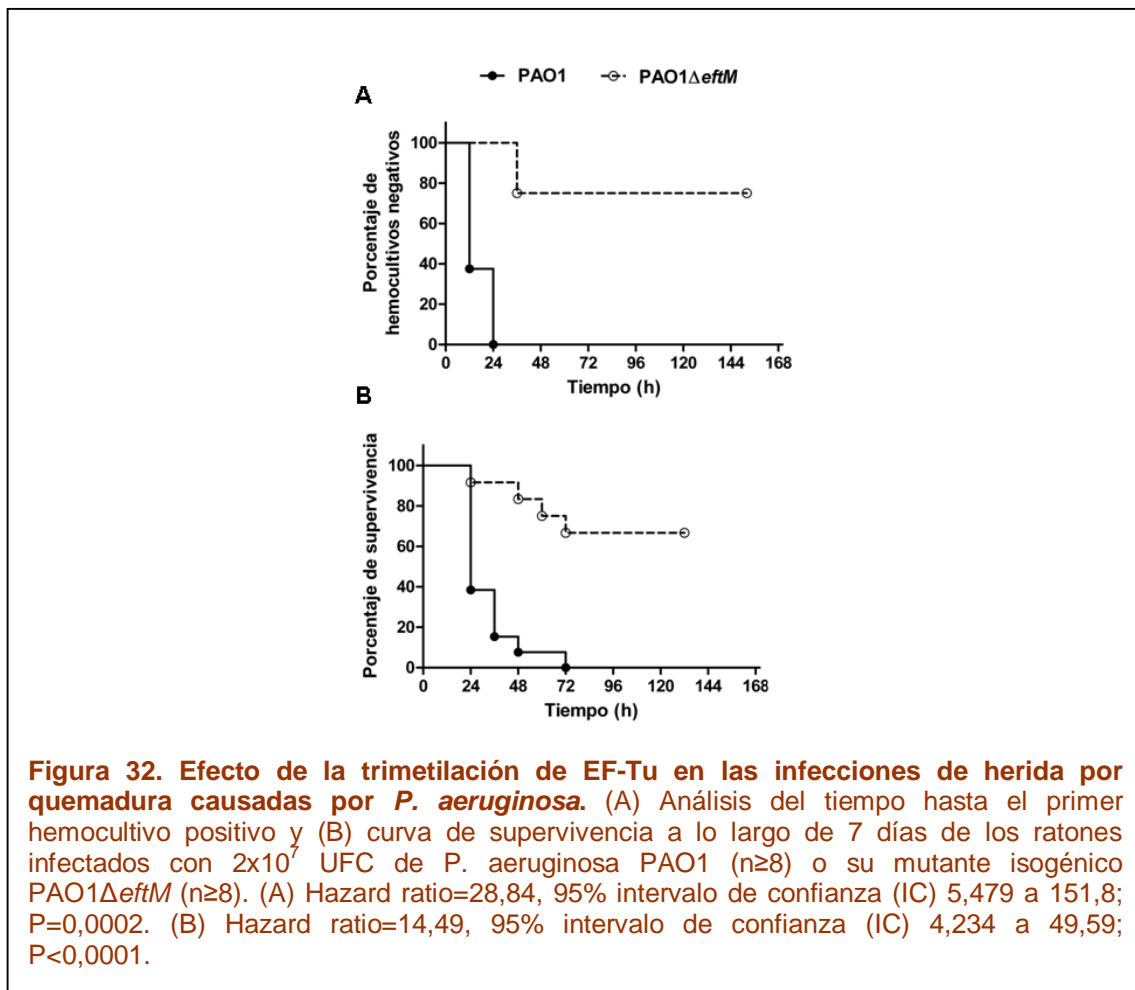 PAO1 PAO1ΔeftM
A
Porcentaje de
hemocultivos negativos
100
80
60
40
20
0
0 24 48 72 96 120 144 168
Tiempo (h)
B
Porcentaje de supervivencia
100
80
60
40
20
0
0 24 48 72 96 120 144 168
Tiempo (h)
Figura 32. Efecto de la trimetilación de EF-Tu en las infecciones de herida por
quemadura causadas por P. aeruginosa. (A) Análisis del tiempo hasta el primer
hemocultivo positivo y (B) curva de supervivencia a lo largo de 7 días de los ratones
infectados con 2x10⁷ UFC de P. aeruginosa PAO1 (n≥8) o su mutante isogénico
PAO1ΔeftM (n≥8). (A) Hazard ratio=28,84, 95% intervalo de confianza (IC) 5,479 a 151,8;
P=0,0002. (B) Hazard ratio=14,49, 95% intervalo de confianza (IC) 4,234 a 49,59;
P<0,0001.